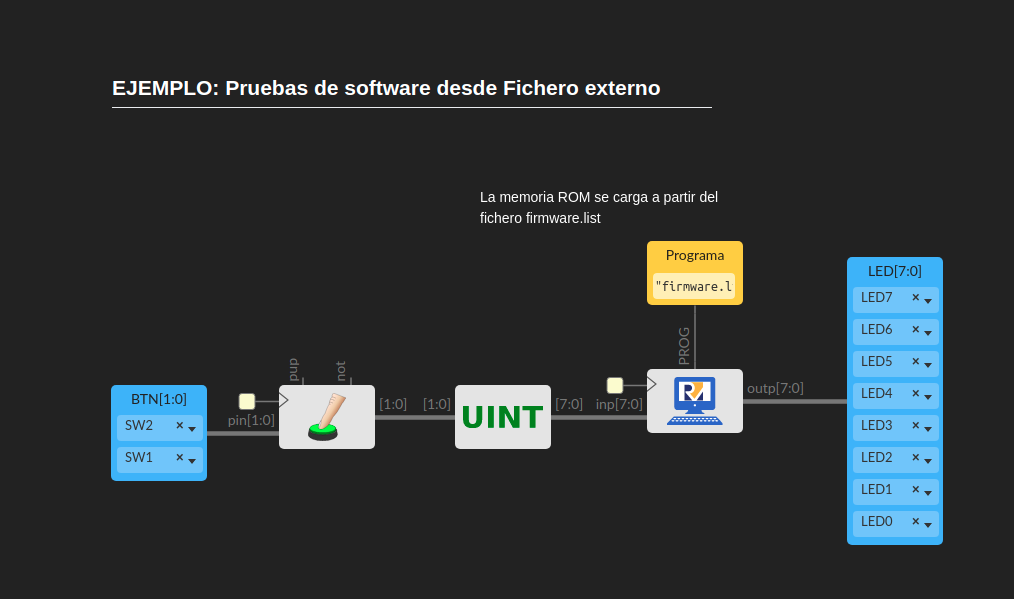 EJEMPLO: Pruebas de software desde Fichero externo
La memoria ROM se carga a partir del
fichero firmware.list
Programa
"firmware.l
PROG
LED[7:0]
LED7
LED6
LED5
LED4
LED3
LED2
LED1
LED0
pup
not
BTN[1:0]
SW2
SW1
pin[1:0]
[1:0]
[1:0]
UINT
[7:0]
inp[7:0]
outp[7:0]